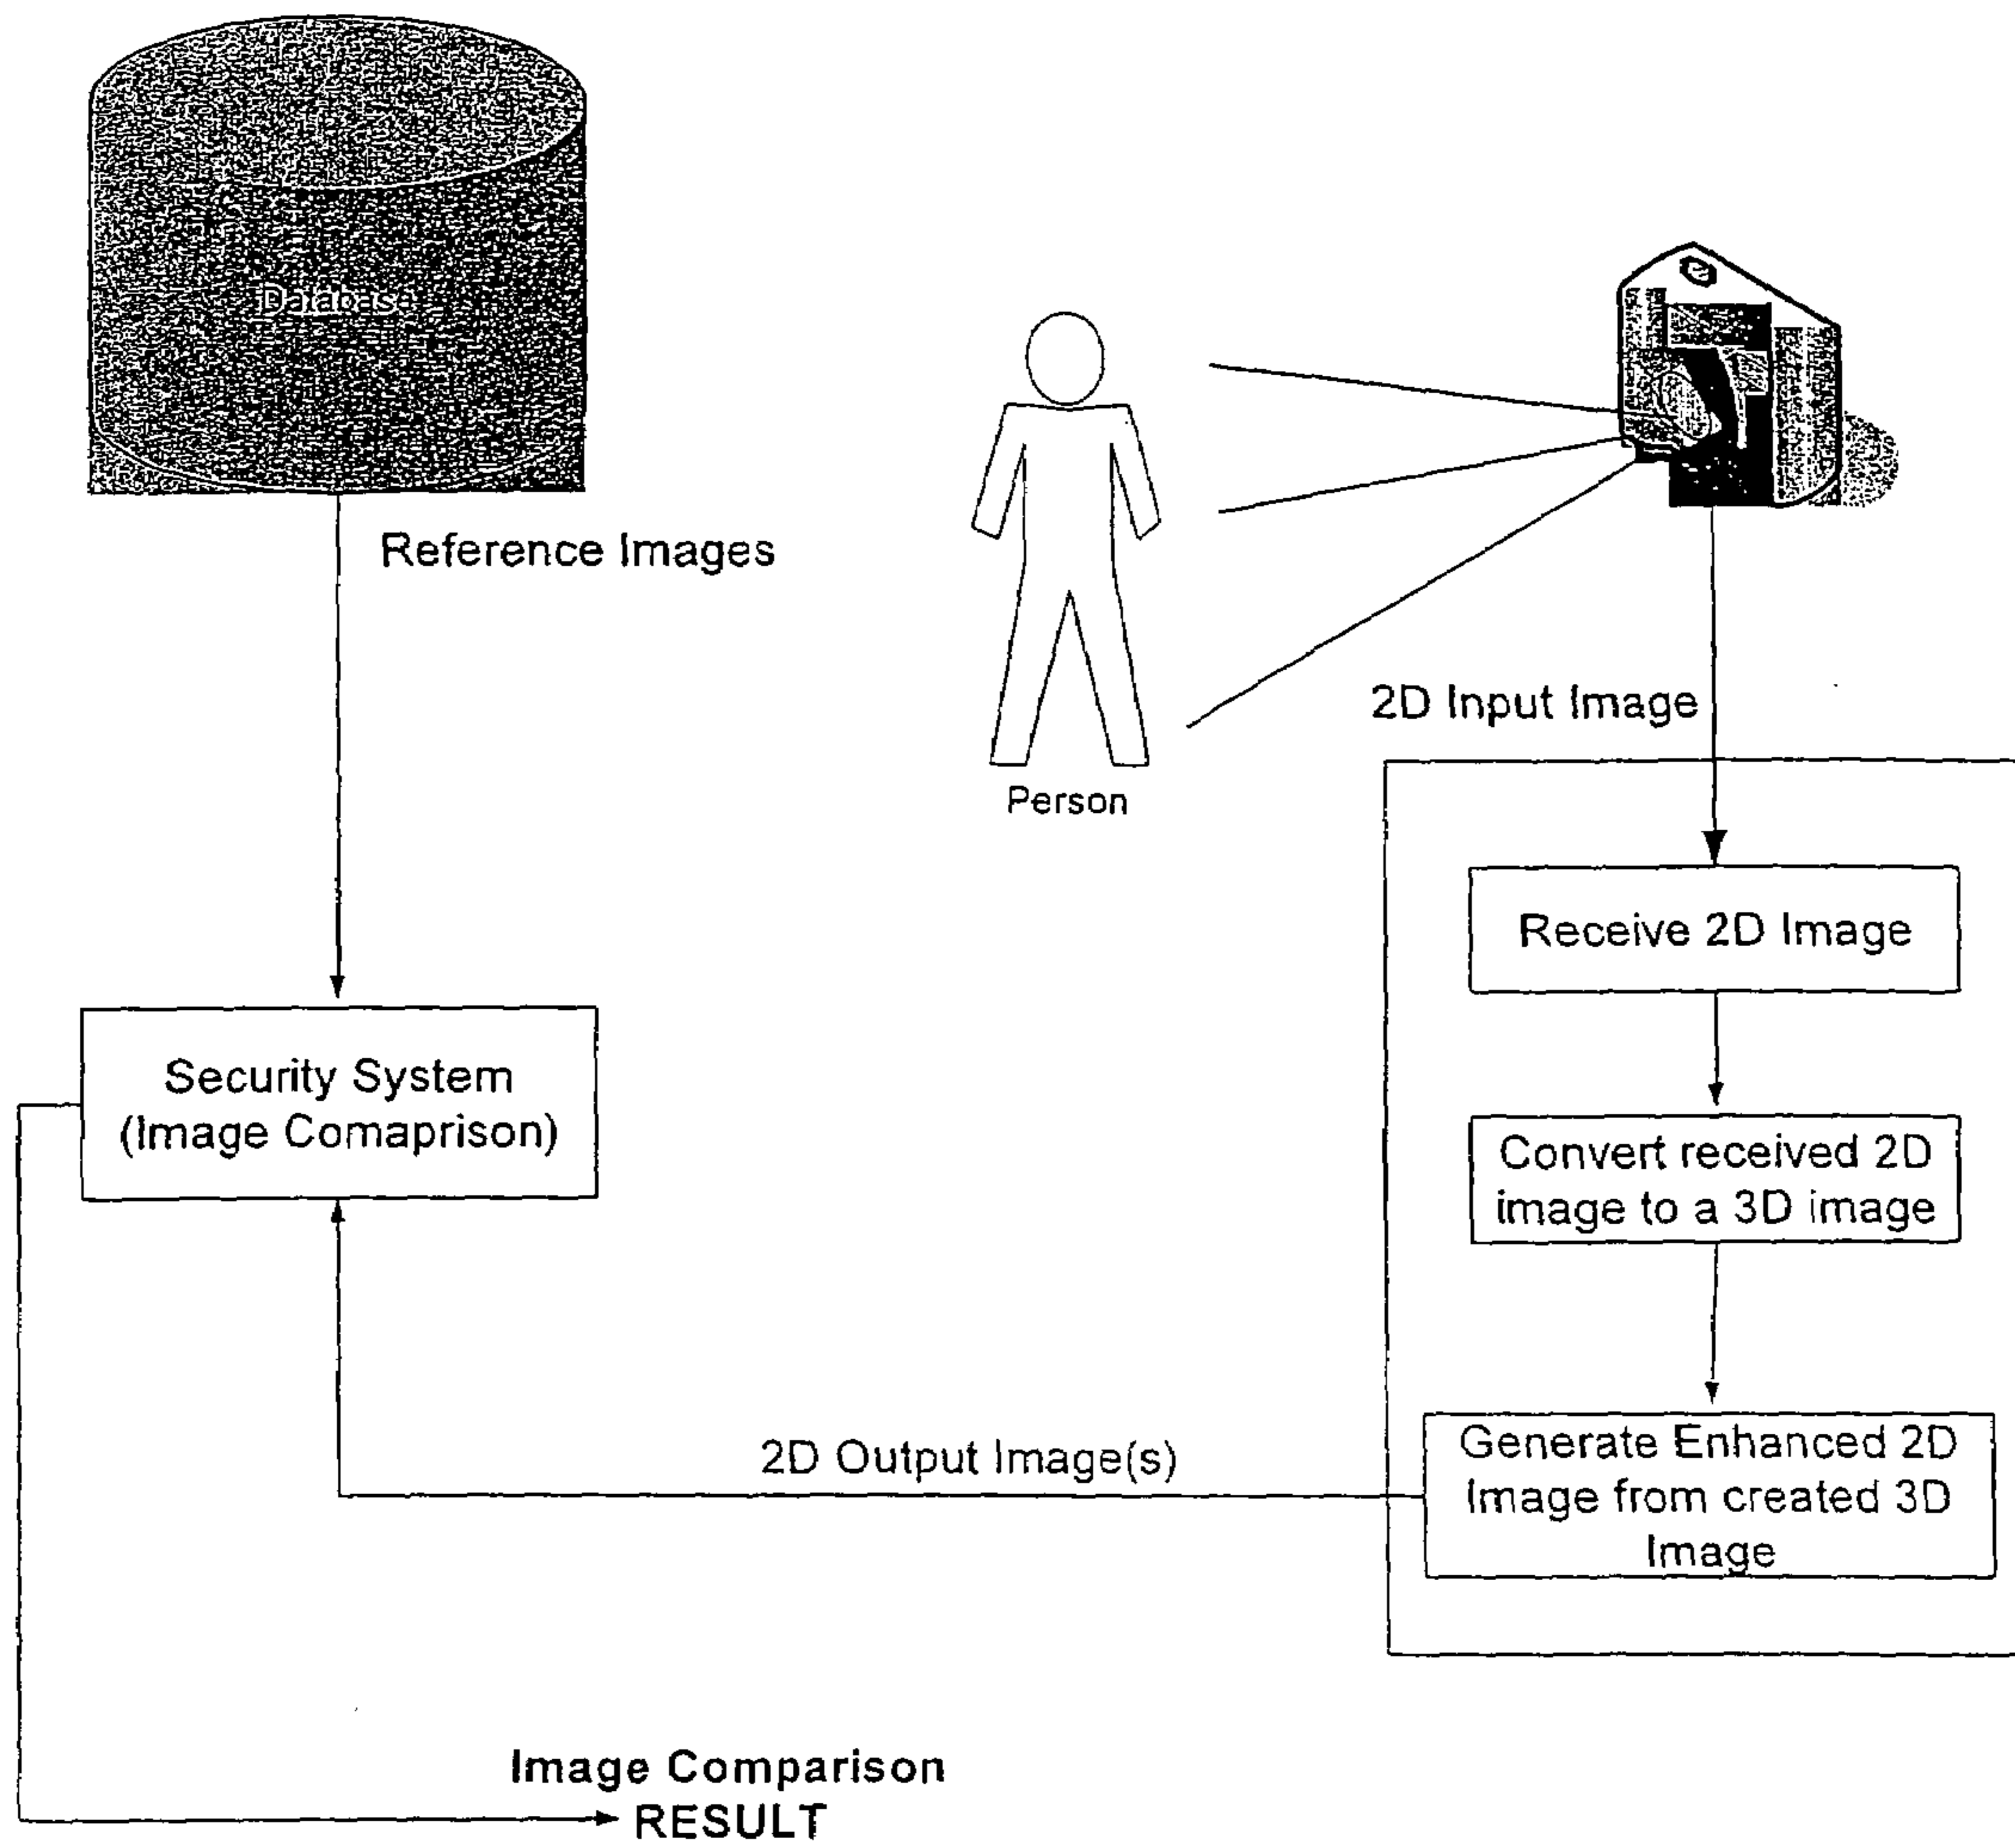 Database
Reference Images
Person
2D Input Image
Receive 2D Image
Security System
(Image Comaprison)
Convert received 2D
image to a 3D image
Generate Enhanced 2D
Image from created 3D
Image
2D Output Image(s)
Image Comparison
RESULT